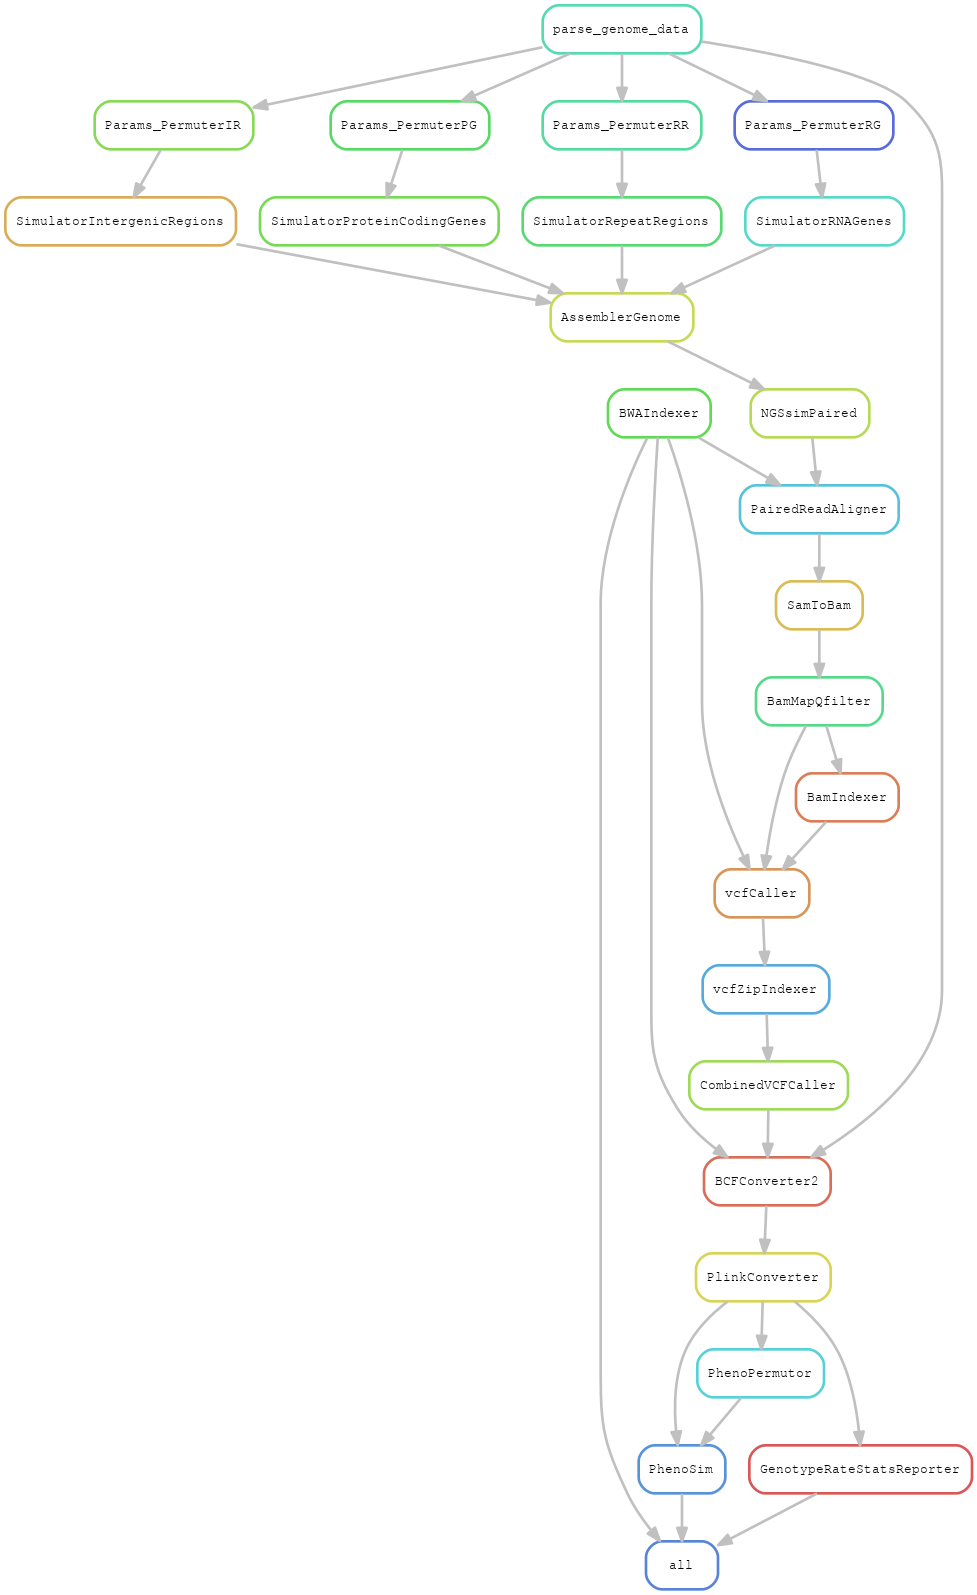 parse_genome_data
Params_PermuterIR
Params_PermuterPG
Params_PermuterRR
Params_PermuterRG
SimulatorIntergenicRegions
SimulatorProteinCodingGenes
SimulatorRepeatRegions
SimulatorRNAGenes
AssemblerGenome
BWAIndexer
NGSsimPaired
PairedReadAligner
SamToBam
BamMapQfilter
BamIndexer
vcfCaller
vcfZipIndexer
CombinedVCFCaller
BCFConverter2
PlinkConverter
PhenoPermutor
PhenoSim
GenotypeRateStatsReporter
all